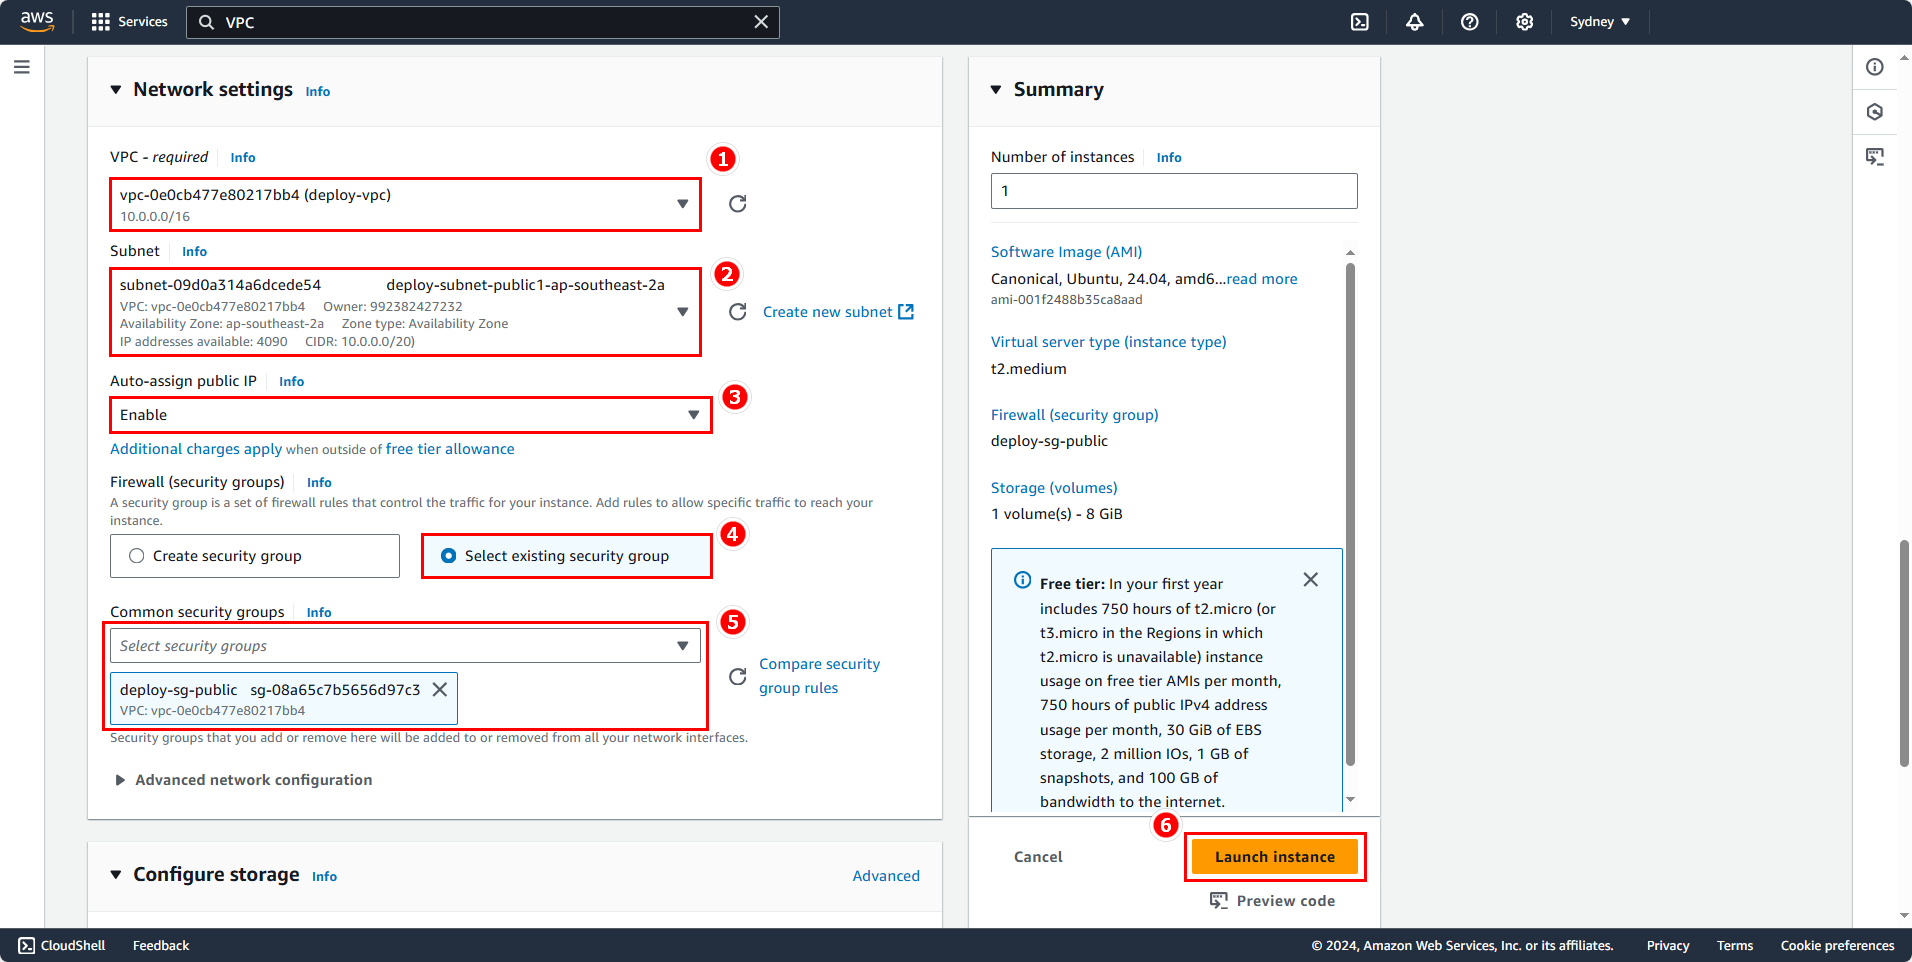 aws
Services
VPC
Sydney
Network settings Info
VPC - required Info
1
vpc-0e0cb477e80217bb4 (deploy-vpc)
10.0.0.0/16
Subnet Info
2
subnet-09d0a314a6dcede54 deploy-subnet-public1-ap-southeast-2a
VPC: vpc-0e0cb477e80217bb4 Owner: 992382427232
Availability Zone: ap-southeast-2a Zone type: Availability Zone
IP addresses available: 4090 CIDR: 10.0.0.0/20)
Create new subnet
Auto-assign public IP Info
3
Enable
Additional charges apply when outside of free tier allowance
Firewall (security groups) Info
A security group is a set of firewall rules that control the traffic for your instance. Add rules to allow specific traffic to reach your
instance.
4
Create security group
Select existing security group
Common security groups Info
5
Select security groups
deploy-sg-public sg-08a65c7b5656d97c3
VPC: vpc-0e0cb477e80217bb4
Compare security
group rules
Security groups that you add or remove here will be added to or removed from all your network interfaces.
Advanced network configuration
Configure storage Info
Advanced
Summary
Number of instances Info
1
Software Image (AMI)
Canonical, Ubuntu, 24.04, amd6...read more
ami-001f2488b35ca8aad
Virtual server type (instance type)
t2.medium
Firewall (security group)
deploy-sg-public
Storage (volumes)
1 volume(s) - 8 GiB
Free tier: In your first year
includes 750 hours of t2.micro (or
t3.micro in the Regions in which
t2.micro is unavailable) instance
usage on free tier AMIs per month,
750 hours of public IPv4 address
usage per month, 30 GiB of EBS
storage, 2 million IOs, 1 GB of
snapshots, and 100 GB of
bandwidth to the internet.
6
Cancel
Launch instance
Preview code
CloudShell
Feedback
© 2024, Amazon Web Services, Inc. or its affiliates.
Privacy
Terms
Cookie preferences